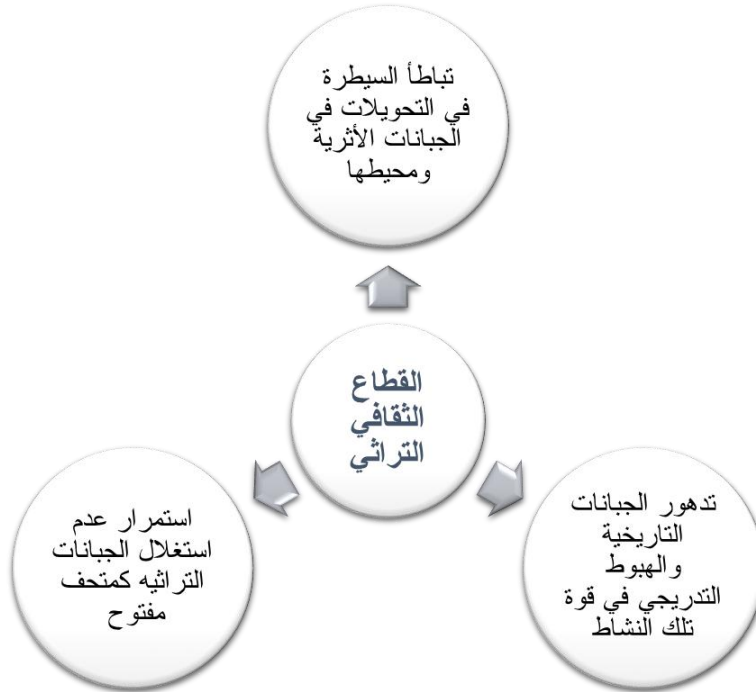 تباطأ السيطرة
في التحويلات في
الجبانات الأثرية
ومحيطها
القطاع
الثقافي
التراثي
تدهور الجبانات
التاريخية
والهبوط
التدريجي في قوة
تلك النشاط
استمرار عدم
استغلال الجبانات
التراثيه كمتحف
مفتوح